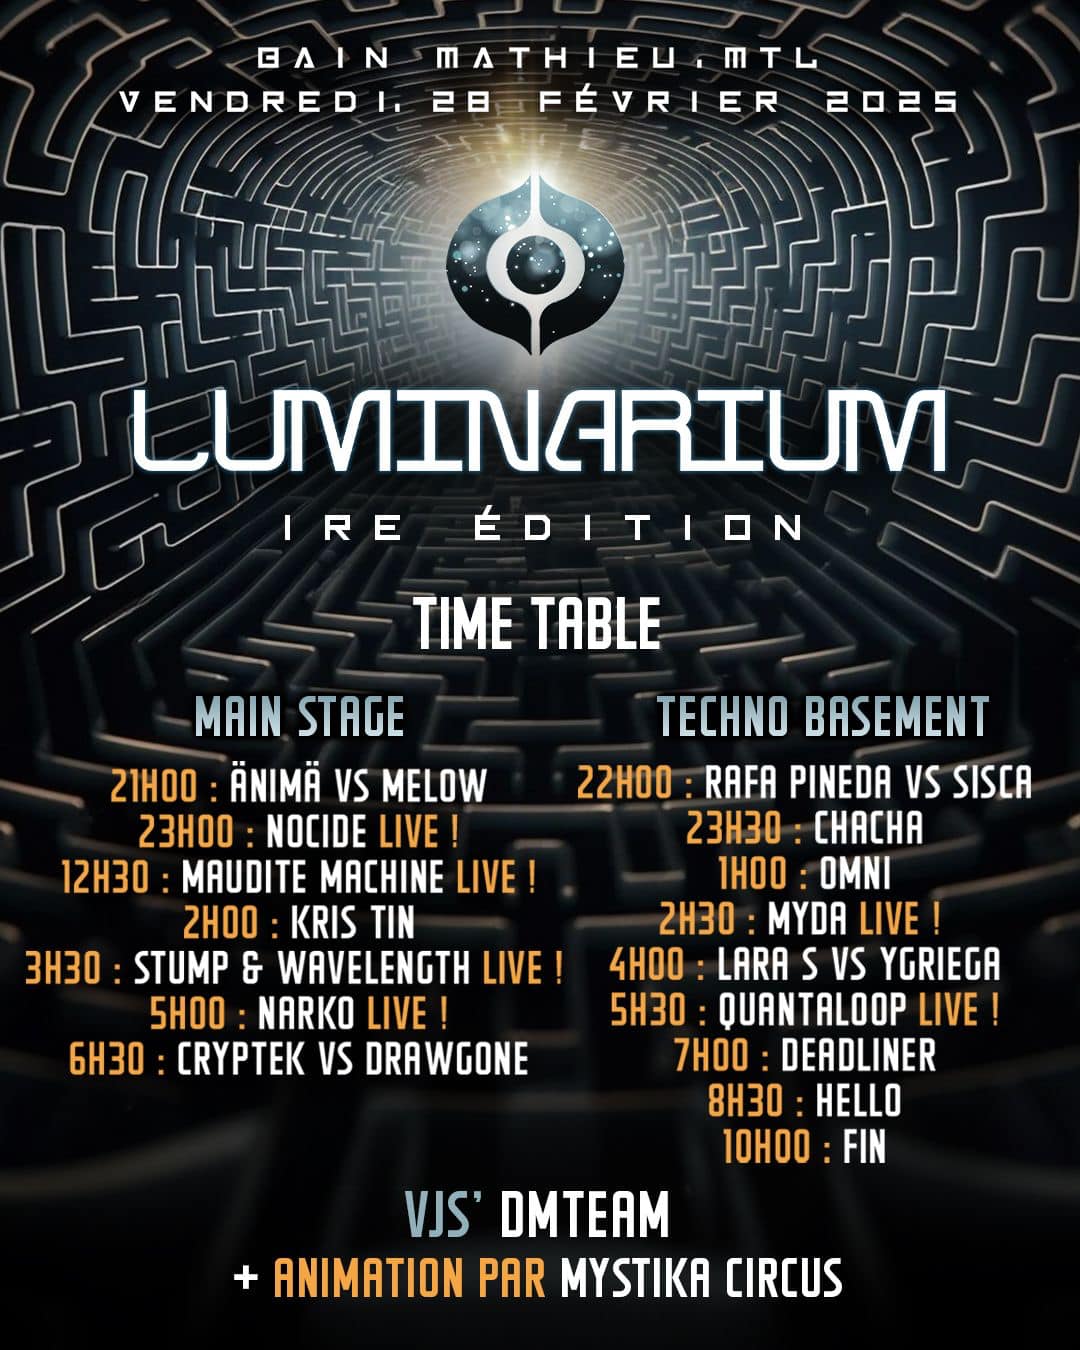 BAIN MATHIEU, MTL
VENDREDI, 28 FÉVRIER 2025
LUMINARIUM
1RE ÉDITION
TIME TABLE
MAIN STAGE
21H00 : ÄNIMÄ VS MELOW
23H00 : NOCIDE LIVE !
12H30 : MAUDITE MACHINE LIVE !
2H00 : KRIS TIN
3H30 : STUMP & WAVELENGTH LIVE !
5H00 : NARKO LIVE !
6H30 : CRYPTEK VS DRAWGONE
TECHNO BASEMENT
22H00 : RAFA PINEDA VS SISCA
23H30 : CHACHA
1H00 : OMNI
2H30 : MYDA LIVE !
4H00 : LARA S VS YGRIEGA
5H30 : QUANTALOOP LIVE !
7H00 : DEADLINER
8H30 : HELLO
10H00 : FIN
VJS' DMTEAM
+ ANIMATION PAR MYSTIKA CIRCUS